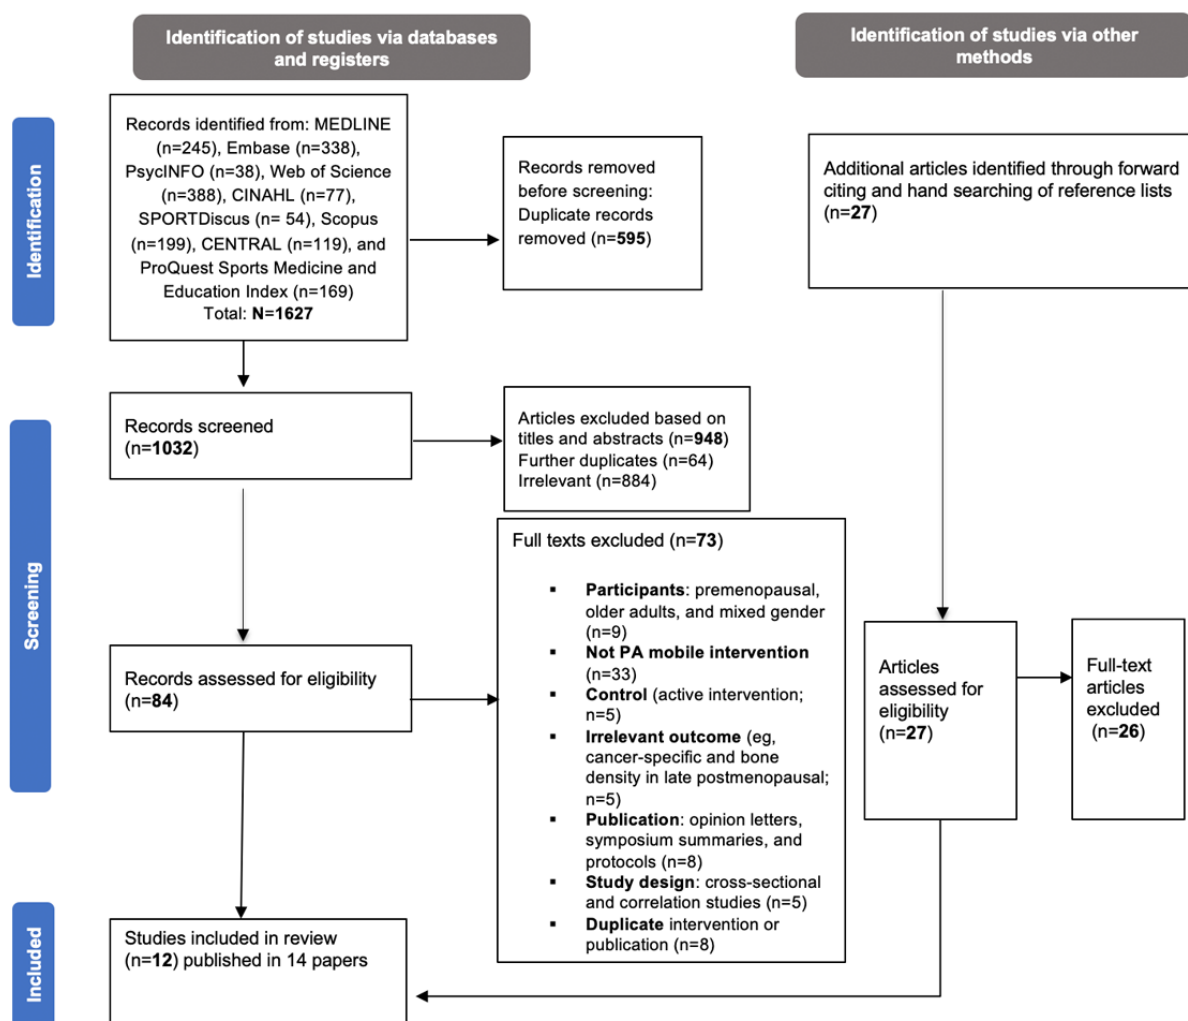 Identification of studies via databases
and registers
Identification of studies via other
methods
Identification
Records identified from: MEDLINE
(n=245), Embase (n=338),
PsycINFO (n=38), Web of Science
(n=388), CINAHL (n=77),
SPORTDiscus (n= 54), Scopus
(n=199), CENTRAL (n=119), and
ProQuest Sports Medicine and
Education Index (n=169)
Total: N=1627
Records removed
before screening:
Duplicate records
removed (n=595)
Additional articles identified through forward
citing and hand searching of reference lists
(n=27)
Screening
Records screened
(n=1032)
Articles excluded based on
titles and abstracts (n=948)
Further duplicates (n=64)
Irrelevant (n=884)
Records assessed for eligibility
(n=84)
Full texts excluded (n=73)
▪ Participants: premenopausal,
older adults, and mixed gender
(n=9)
▪ Not PA mobile intervention
(n=33)
▪ Control (active intervention;
n=5)
▪ Irrelevant outcome (eg,
cancer-specific and bone
density in late postmenopausal;
n=5)
▪ Publication: opinion letters,
symposium summaries, and
protocols (n=8)
▪ Study design: cross-sectional
and correlation studies (n=5)
▪ Duplicate intervention or
publication (n=8)
Articles
assessed for
eligibility
(n=27)
Full-text
articles
excluded
(n=26)
Included
Studies included in review
(n=12) published in 14 papers